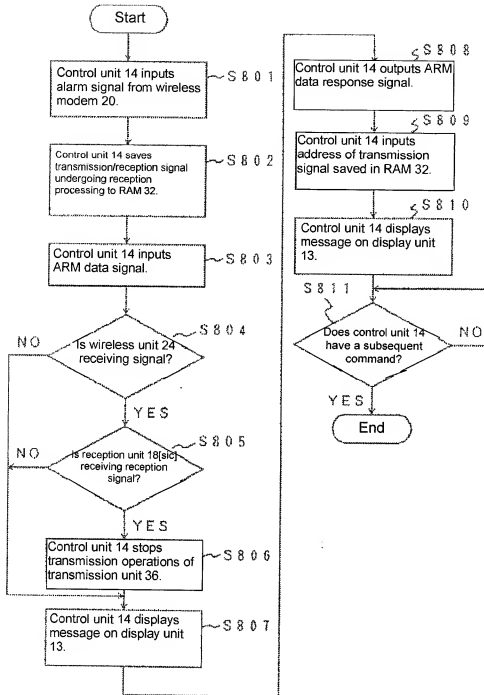 Start
Control unit 14 inputs
alarm signal from wireless
modem 20.
S801
Control unit 14 saves
transmission/reception signal
undergoing reception
processing to RAM 32.
S802
Control unit 14 inputs
ARM data signal.
S803
Is wireless unit 24
receiving signal?
S804
NO
YES
Is reception unit 18[sic]
receiving reception
signal?
S805
NO
YES
Control unit 14 stops
transmission operations of
transmission unit 36.
S806
Control unit 14 displays
message on display unit
13.
S807
S808
Control unit 14 outputs ARM
data response signal.
S809
Control unit 14 inputs
address of transmission
signal saved in RAM 32.
S810
Control unit 14 displays
message on display unit
13.
S811
Does control unit 14
have a subsequent
command?
NO
YES
End